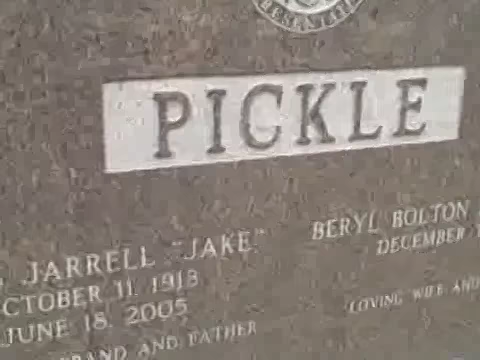 PICKLE
JARRELL "JAKE"
OCTOBER 11, 1913
JUNE 18, 2005
AND FATHER
BERYL BOLTON
DECEMBER
LOVING WIFE AND